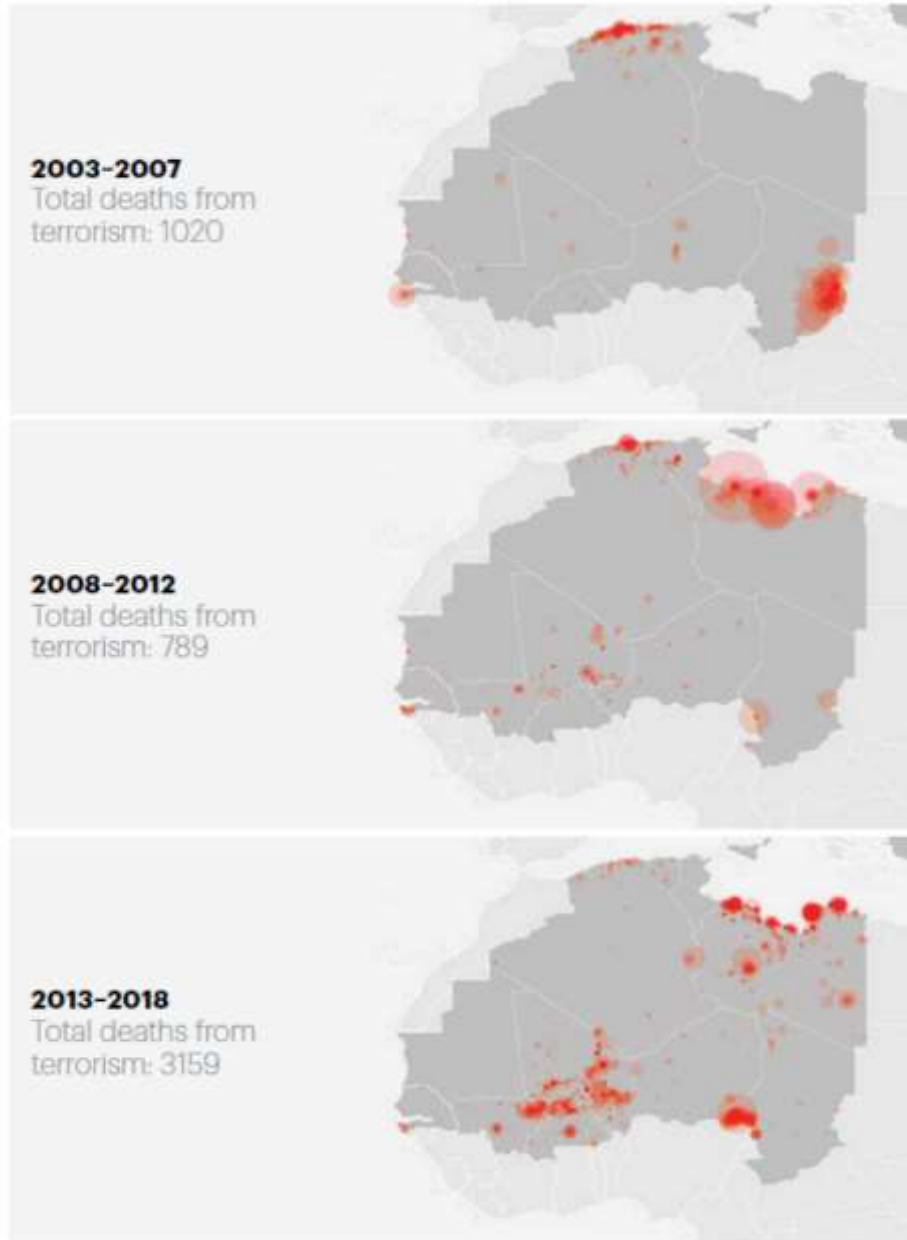 2003–2007
Total deaths from
terrorism: 1020
2008–2012
Total deaths from
terrorism: 789
2013–2018
Total deaths from
terrorism: 3159